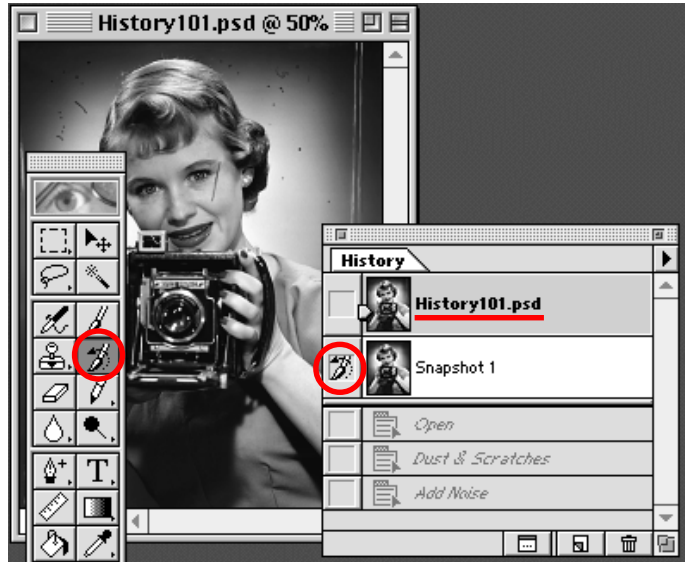 History101.psd @ 50%
History
History101.psd
Snapshot 1
Open
Dust & Scratches
Add Noise
T